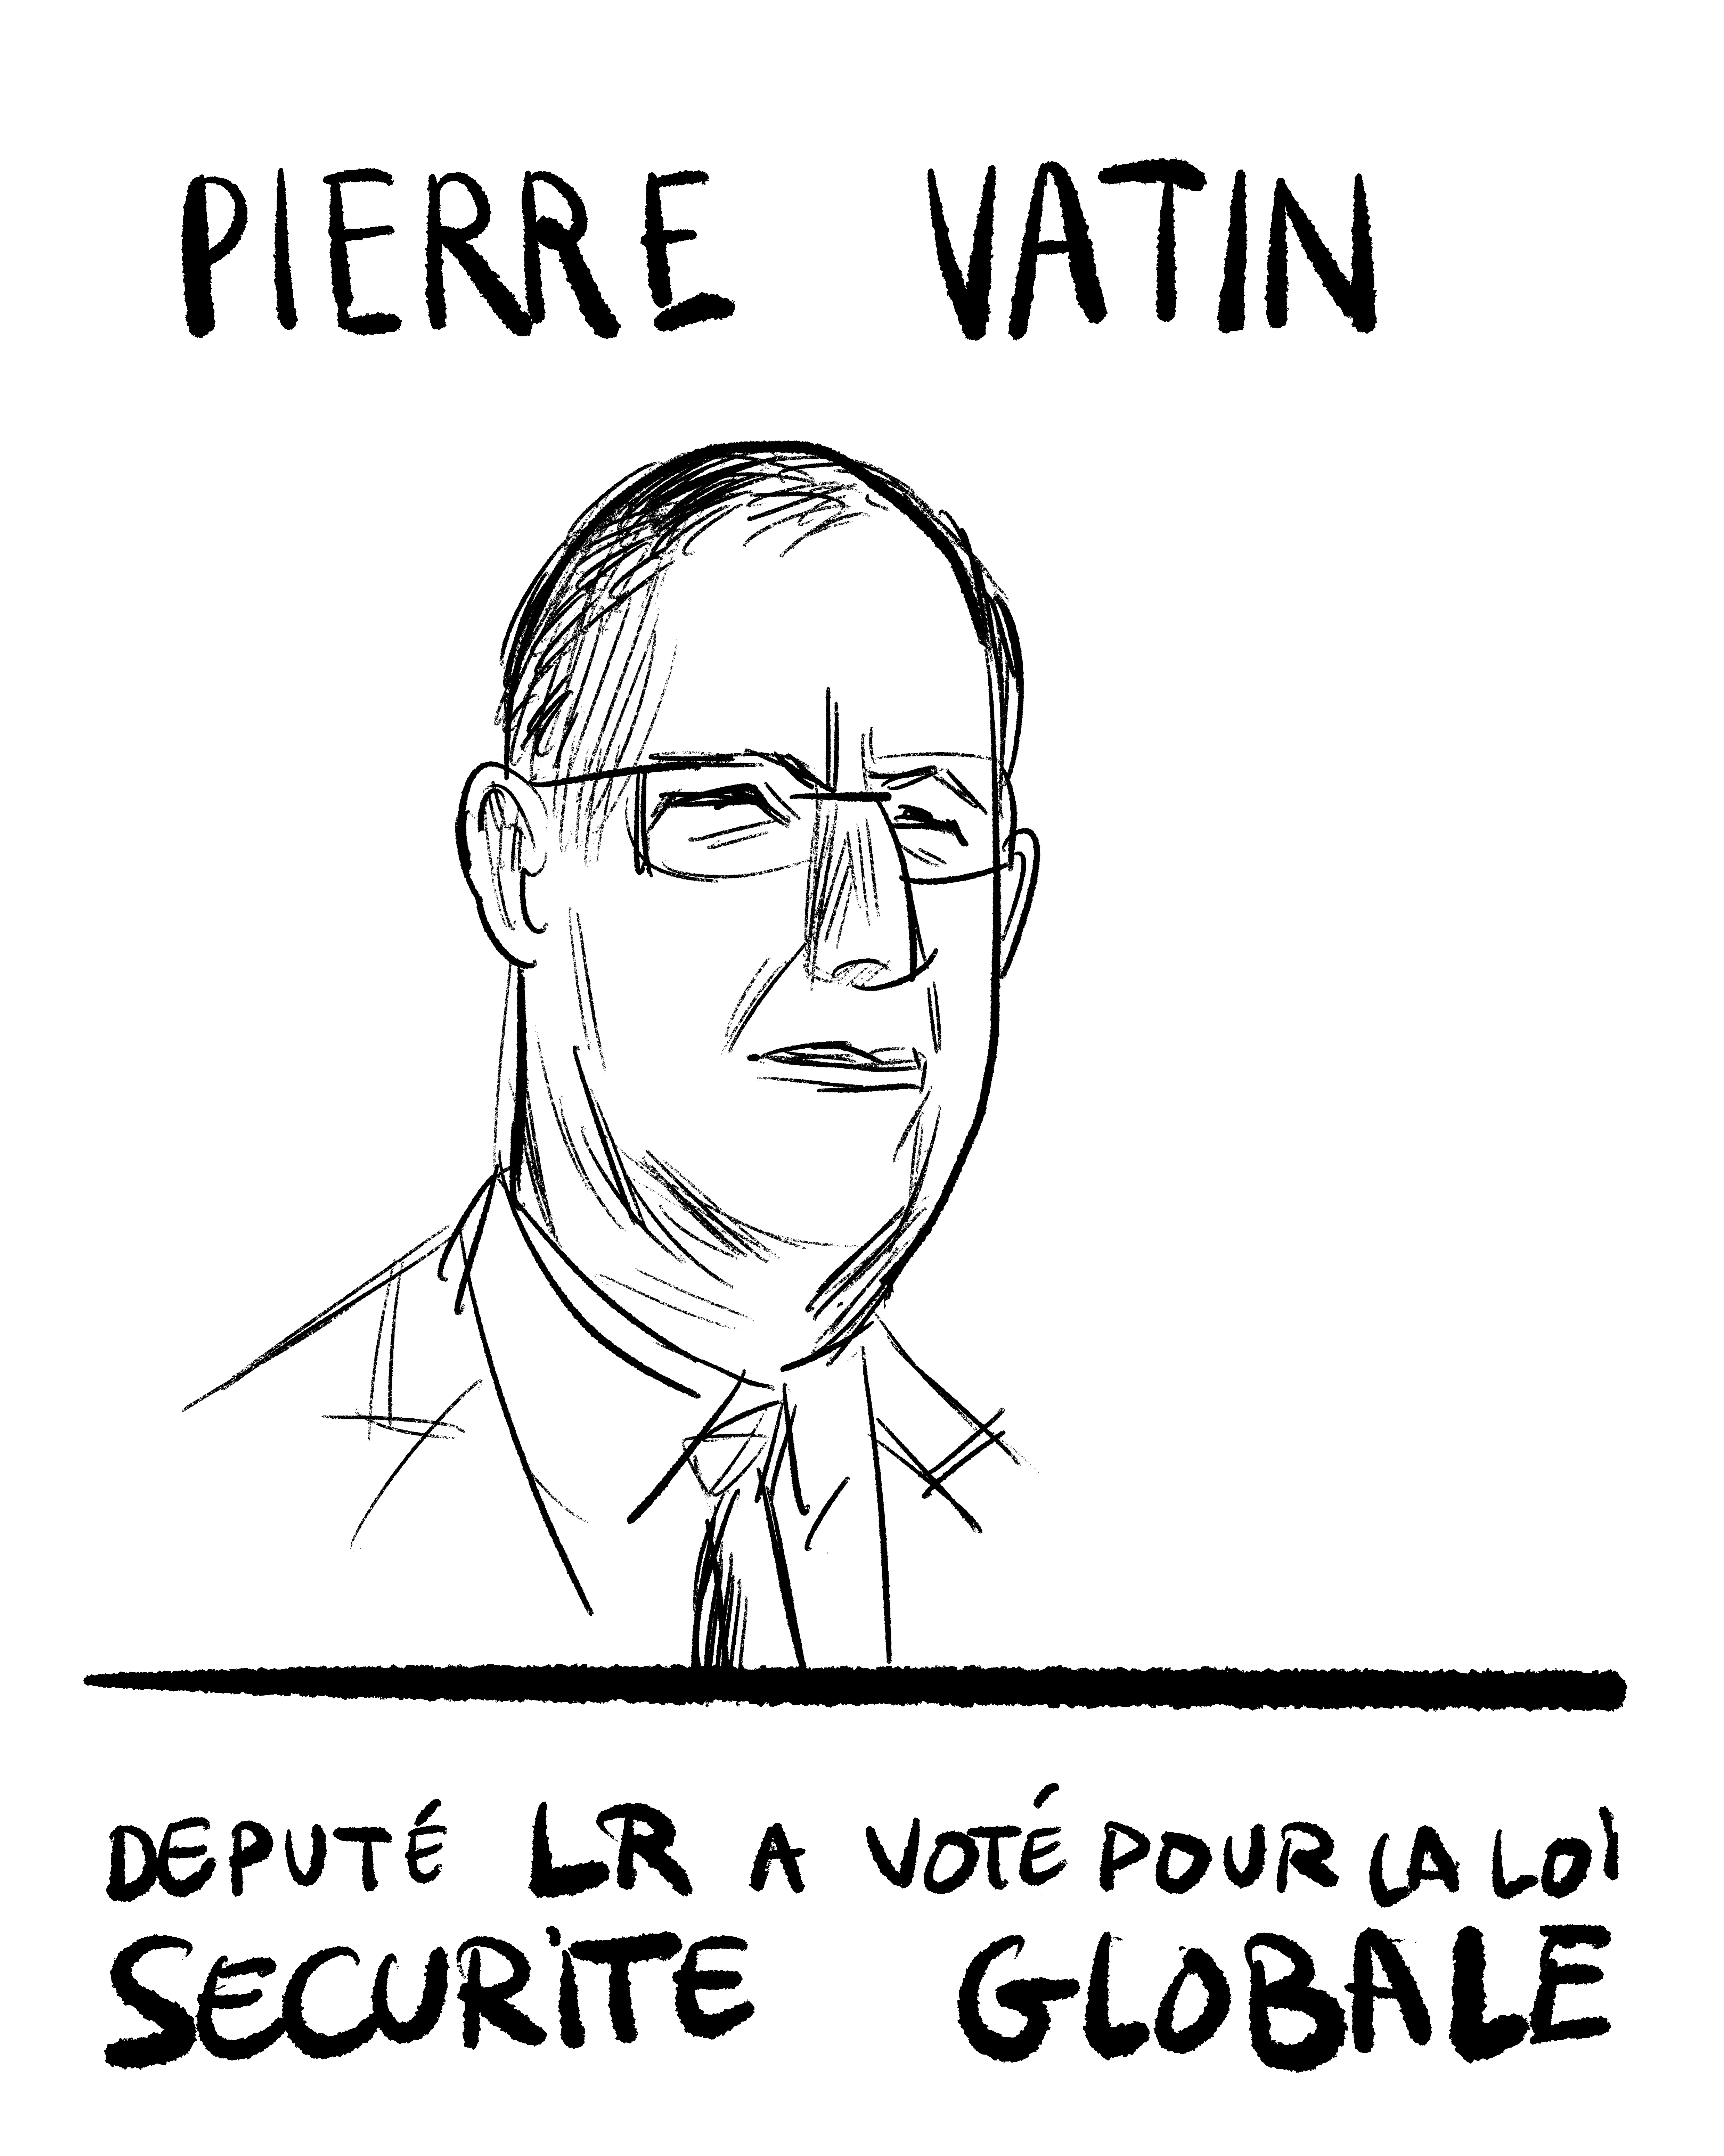 PIERRE VATIN
DEPUTÉ LR A VOTÉ POUR LA LOI
SECURITE GLOBALE